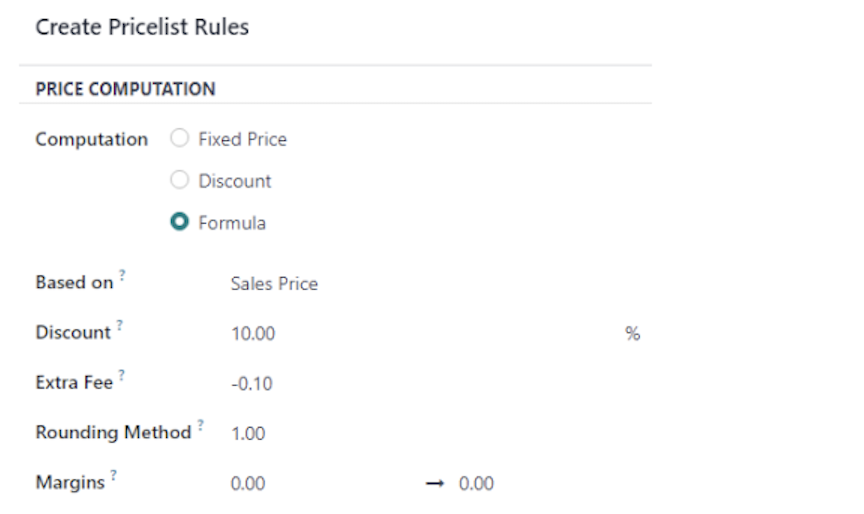 Create Pricelist Rules
PRICE COMPUTATION
Computation Fixed Price
Discount
Formula
Based on ? Sales Price
Discount ? 10.00 %
Extra Fee ? -0.10
Rounding Method ? 1.00
Margins ? 0.00 → 0.00